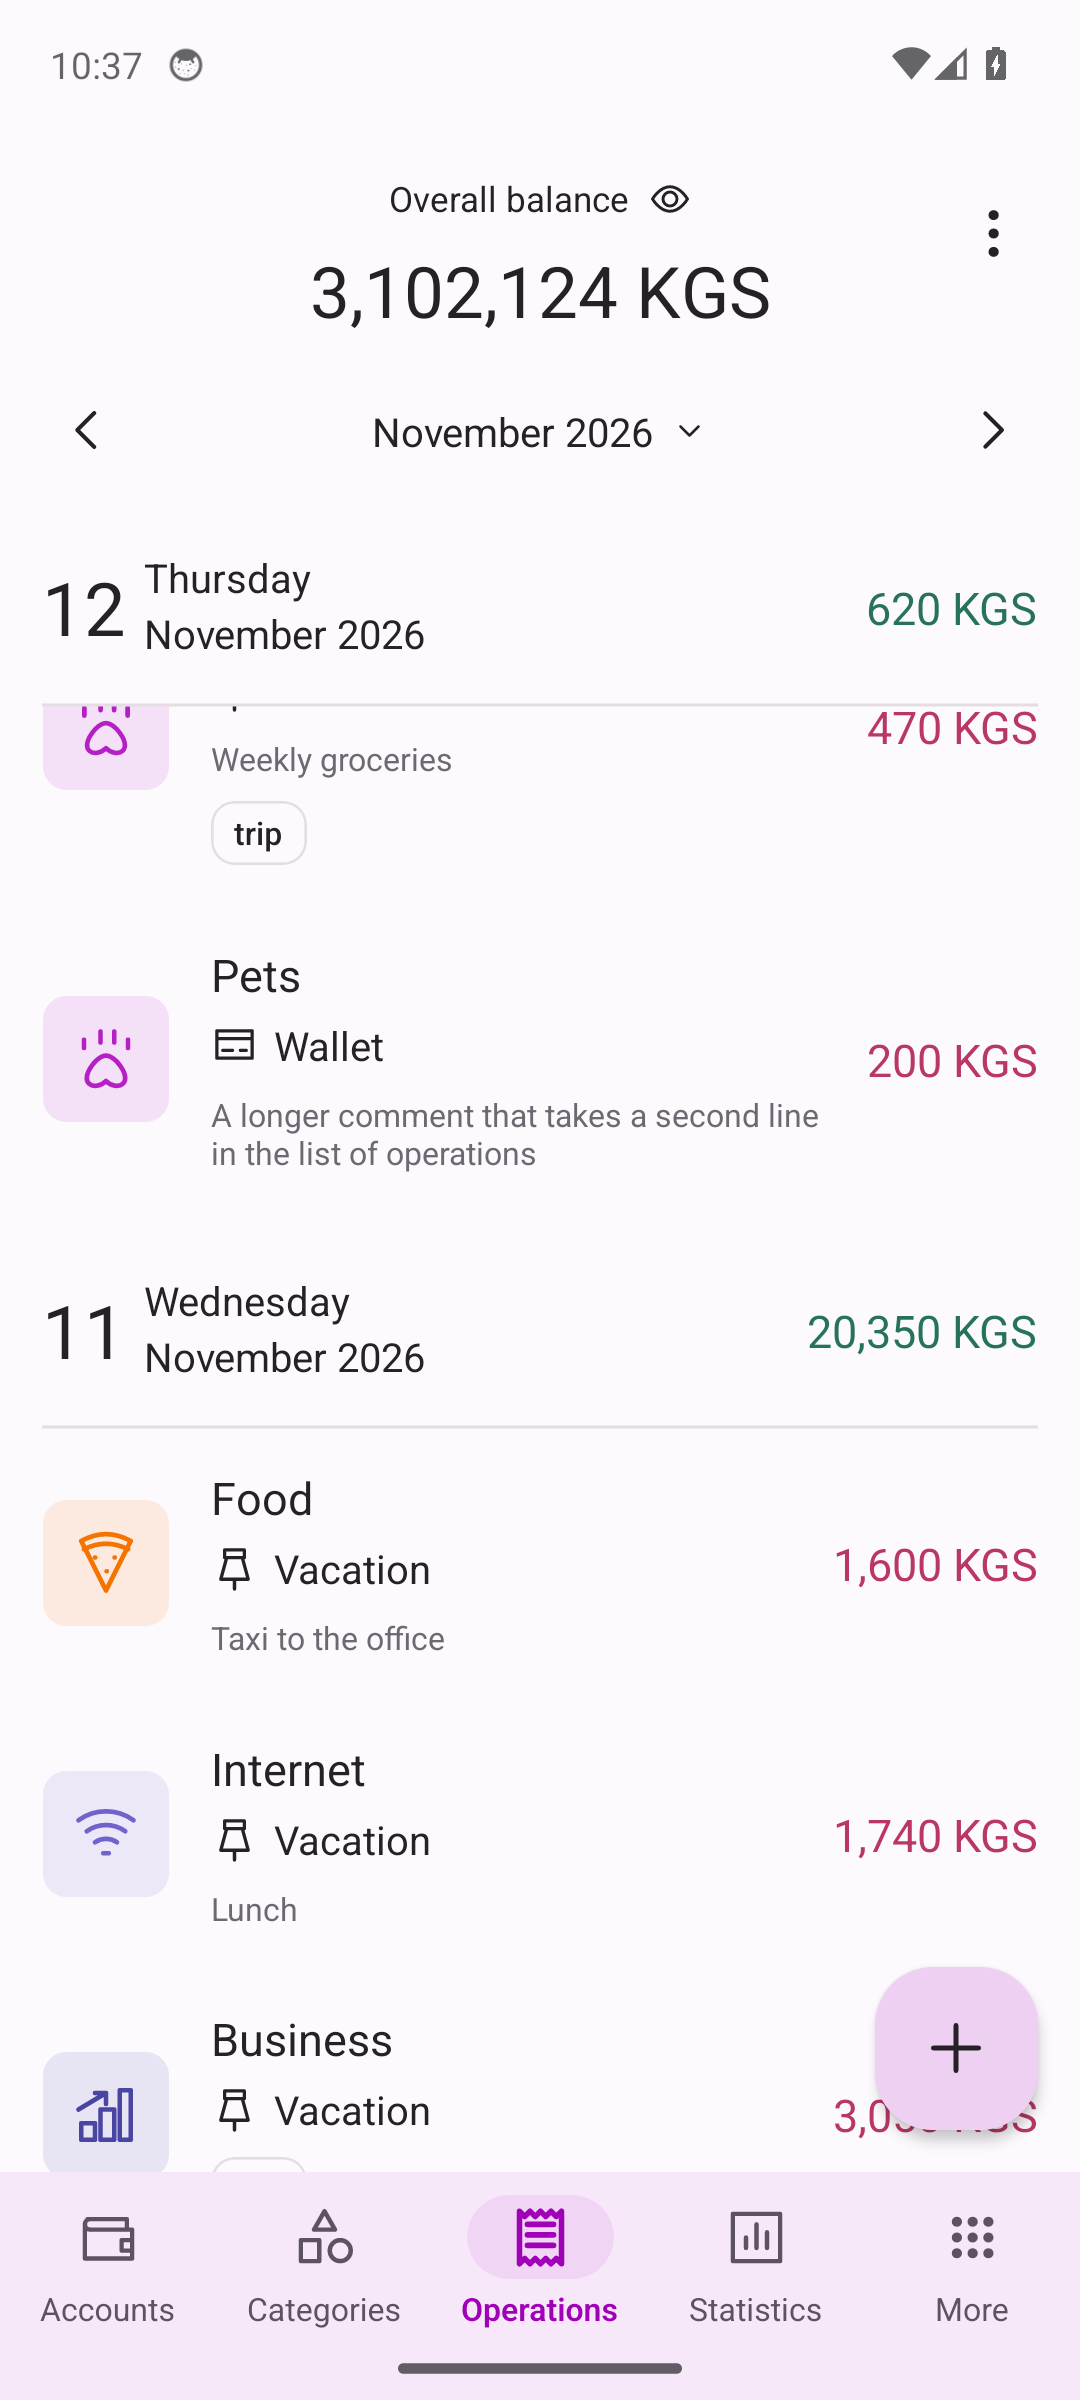 10:37
Overall balance
3,102,124 KGS
November 2026
12
Thursday
November 2026
620 KGS
470 KGS
Weekly groceries
trip
Pets
Wallet
200 KGS
A longer comment that takes a second line
in the list of operations
11
Wednesday
November 2026
20,350 KGS
Food
Vacation
1,600 KGS
Taxi to the office
Internet
Vacation
1,740 KGS
Lunch
Business
Vacation
Accounts
Categories
Operations
Statistics
More